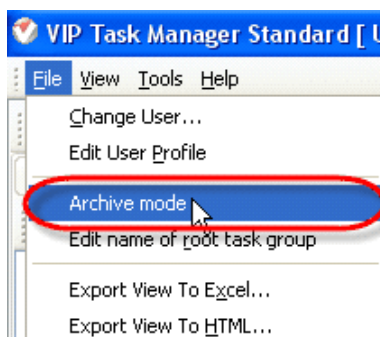 VIP Task Manager Standard [
File View Tools Help
Change User...
Edit User Profile
Archive mode
Edit name of root task group
Export View To Excel...
Export View To HTML...